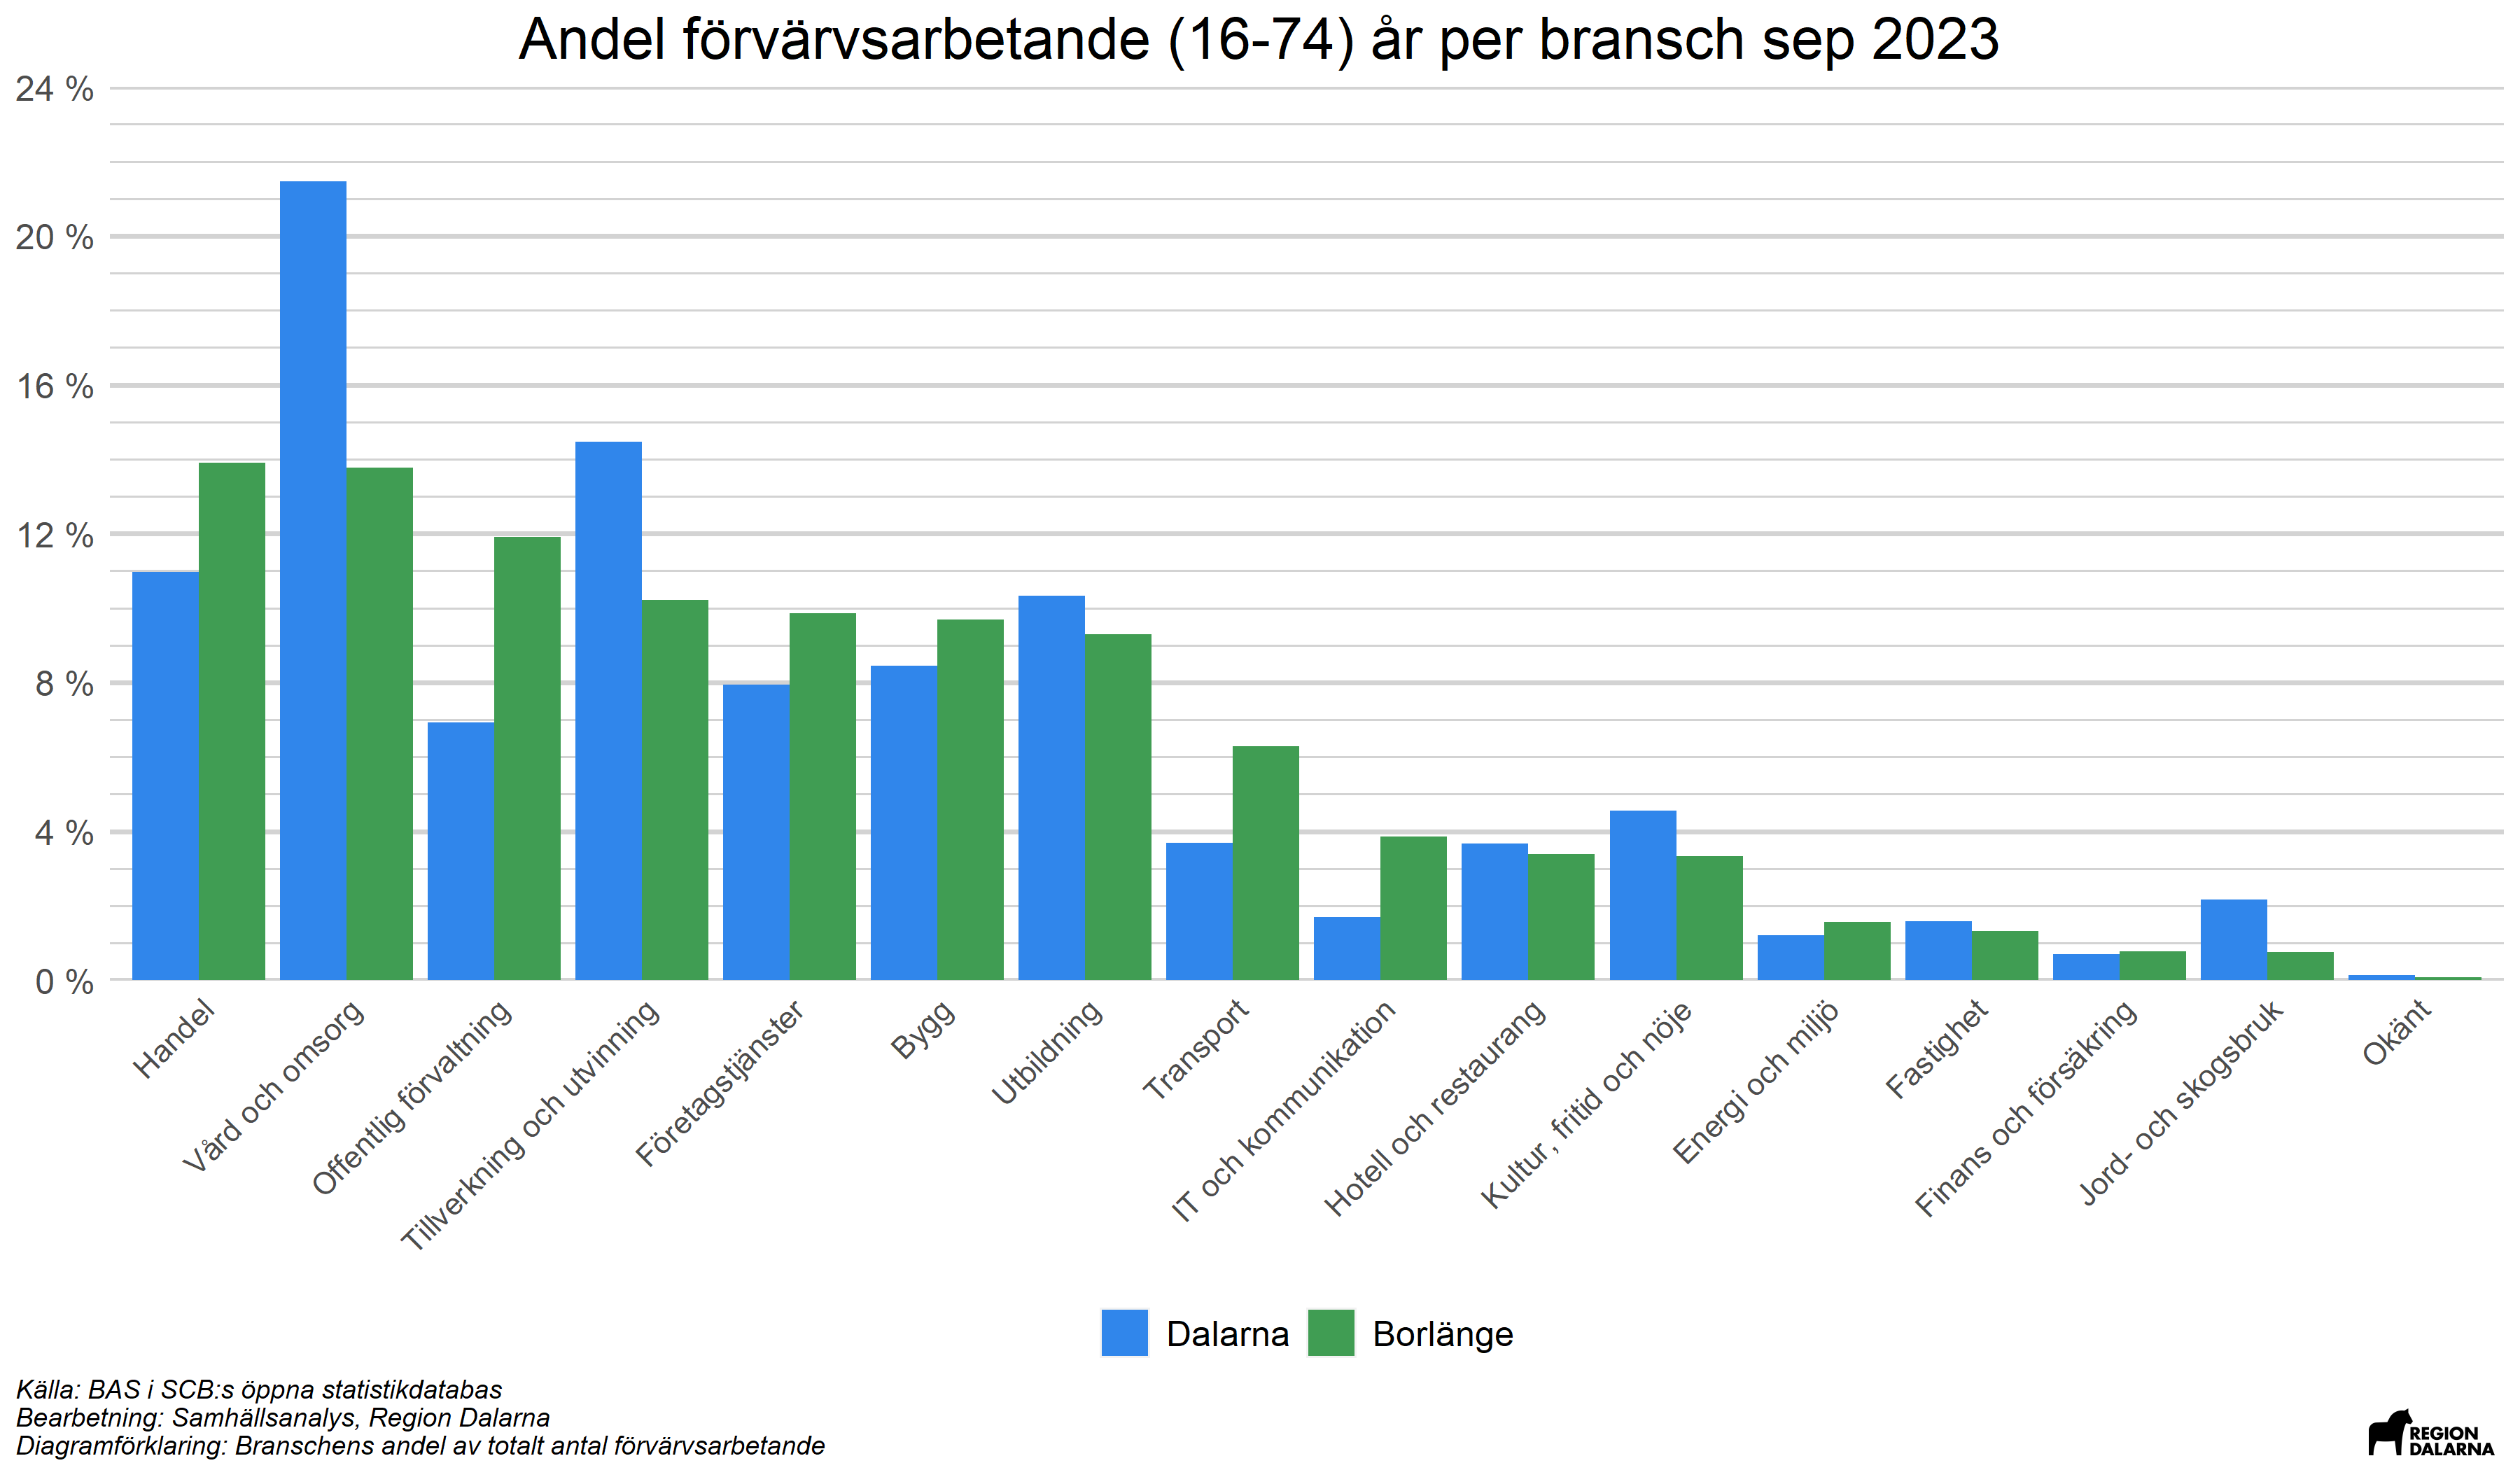 Andel förvärvsarbetande (16-74) år per bransch sep 2023
24 %
20 %
16 %
12 %
8 %
4 %
0 %
Handel
Vård och omsorg
Offentlig förvaltning
Tillverkning och utvinning
Företagstjänster
Bygg
Utbildning
Transport
IT och kommunikation
Hotell och restaurang
Kultur, fritid och nöje
Energi och miljö
Fastighet
Finans och försäkring
Jord- och skogsbruk
Okänt
Dalarna
Borlänge
Källa: BAS i SCB:s öppna statistikdatabas
Bearbetning: Samhällsanalys, Region Dalarna
Diagramförklaring: Branschens andel av totalt antal förvärvsarbetande
REGION
DALARNA